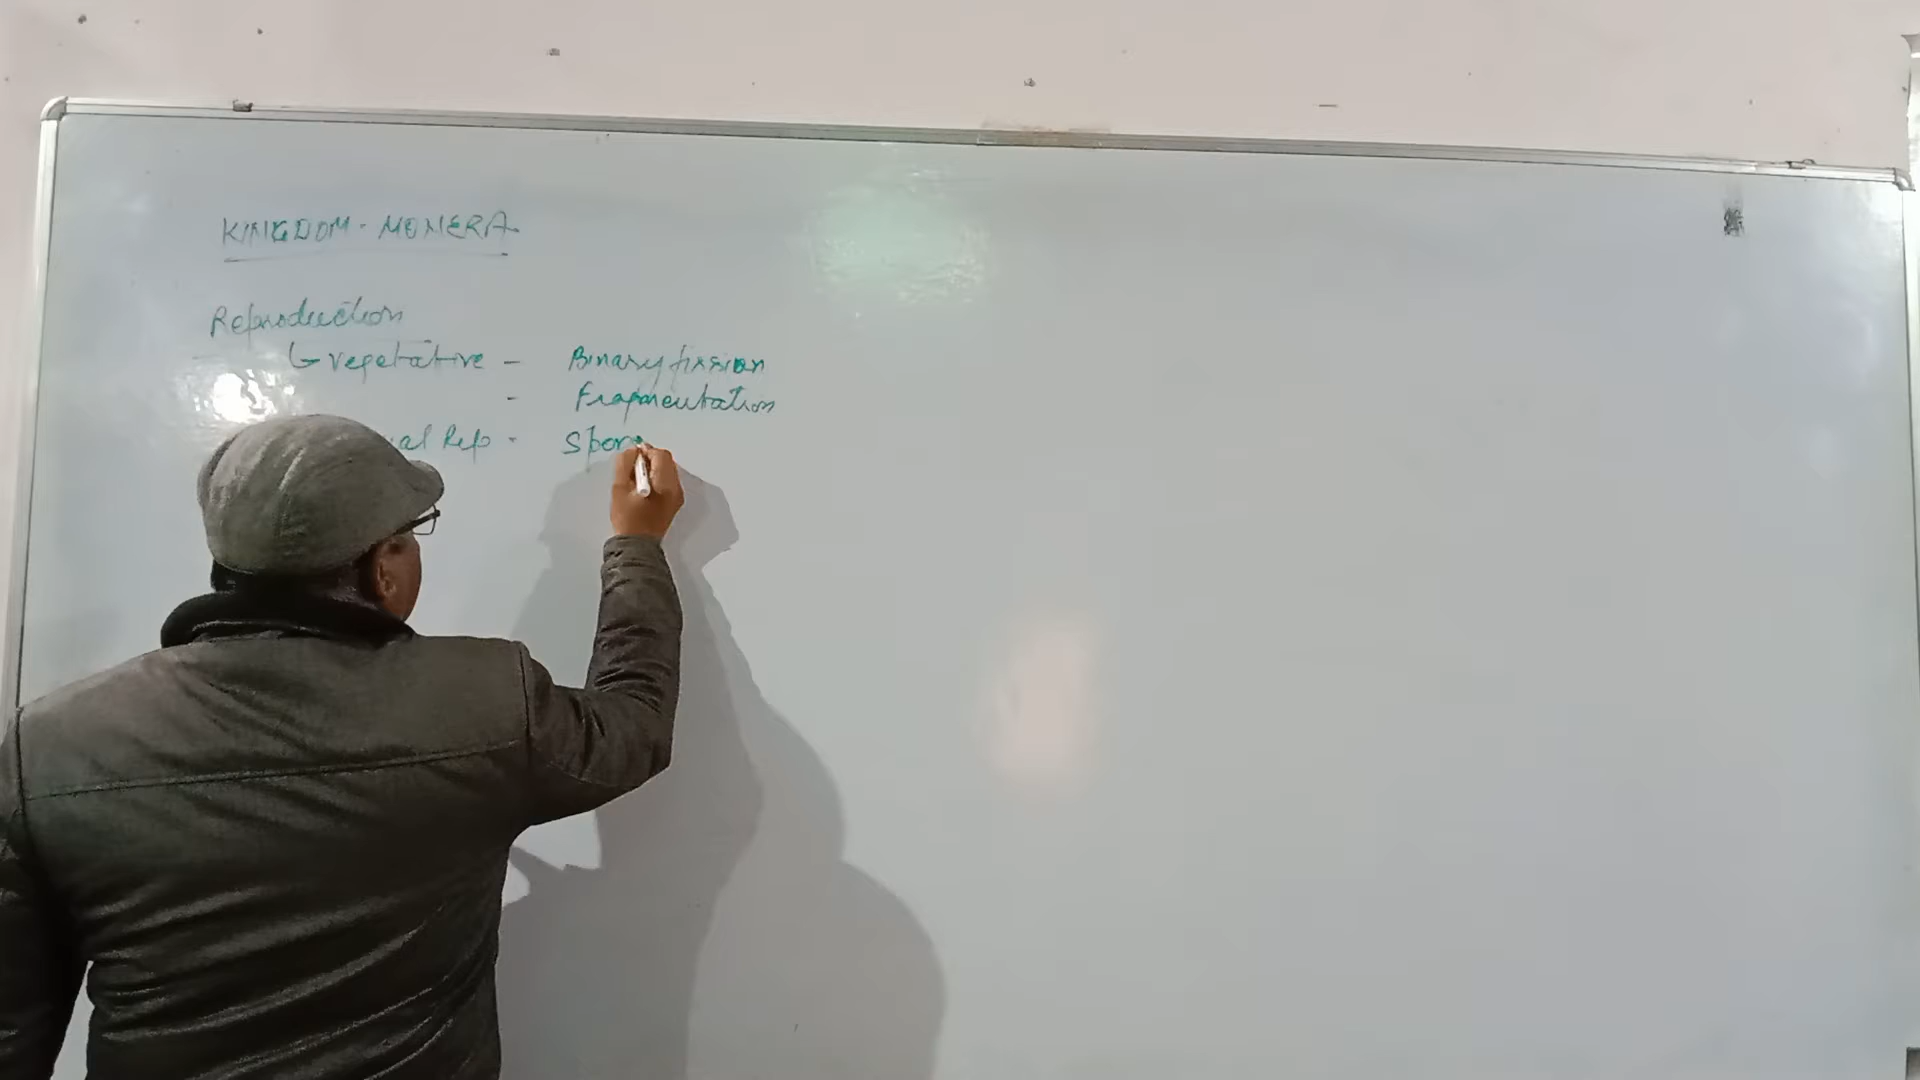 KINGDOM - MONERA
Reproduction
↳ vegetative - Binary fission
- Fragmentation
al Rep - Spor